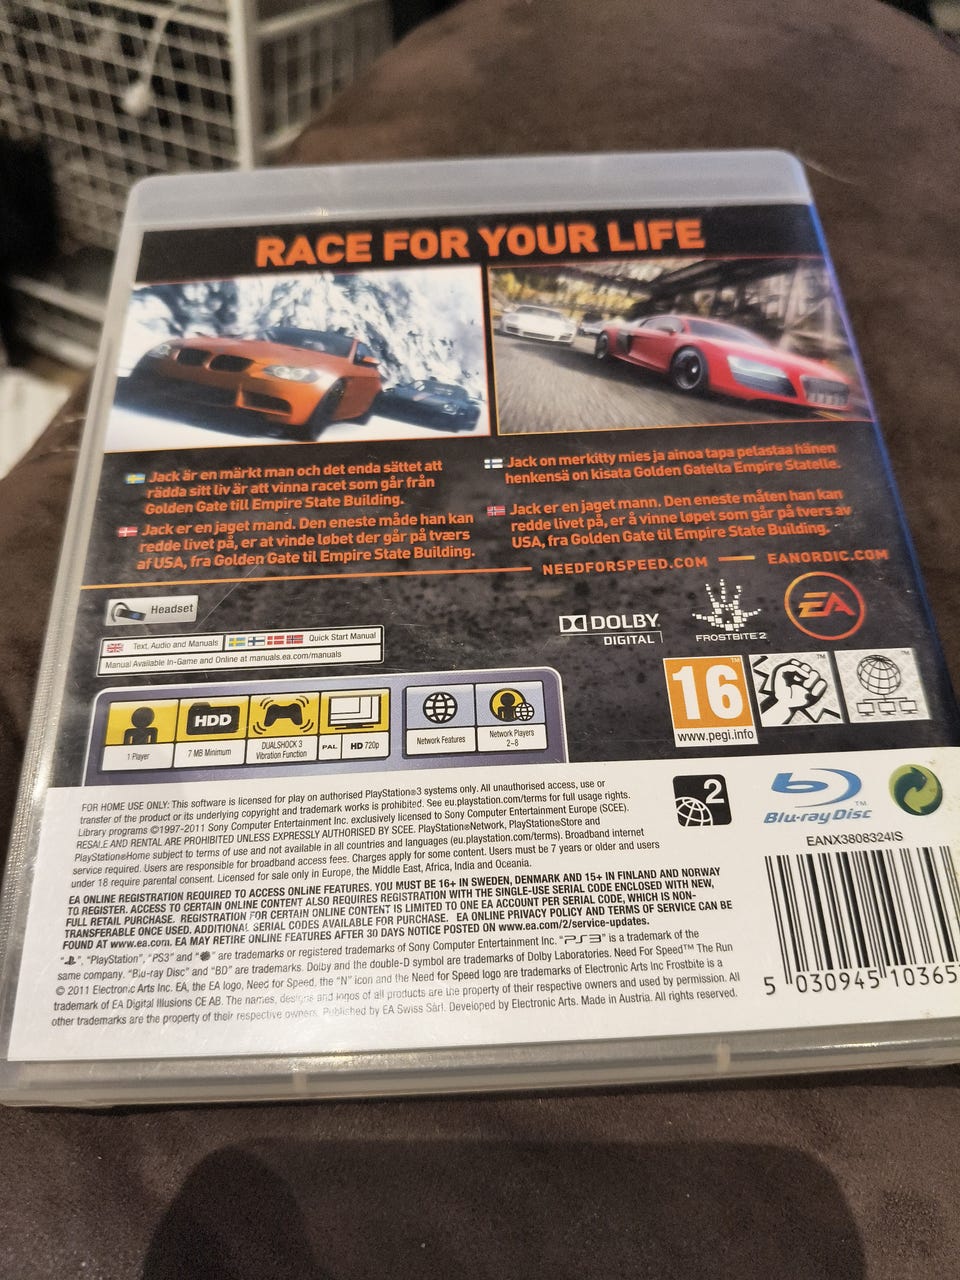 RACE FOR YOUR LIFE
Jack är en märkt man och det enda sättet att
rädda sitt liv är att vinna racet som går från
Golden Gate till Empire State Building.
Jack er en jaget mand. Den eneste måde han kan
redde livet på, er at vinde løbet der går på tværs
af USA, fra Golden Gate til Empire State Building.
Jack on merkitty mies ja ainoa tapa pelastaa hänen
henkensä on kisata Golden Gatelta Empire Statelle.
Jack er en jaget mann. Den eneste måten han kan
redde livet på, er å vinne løpet som går på tvers av
USA, fra Golden Gate til Empire State Building.
NEEDFORSPEED.COM
EANORDIC.COM
Headset
Text, Audio and Manuals
Quick Start Manual
Manual Available In-Game and Online at manuals.ea.com/manuals
DOLBY
DIGITAL
FROSTBITE 2
EA
HDD
1 Player
7 MB Minimum
DUALSHOCK 3
Vibration Function
PAL
HD 720p
Network Features
Network Players
2-8
16
www.pegi.info
FOR HOME USE ONLY: This software is licensed for play on authorised PlayStation®3 systems only. All unauthorised access, use or
transfer of the product or its underlying copyright and trademark works is prohibited. See eu.playstation.com/terms for full usage rights.
Library programs ©1997-2011 Sony Computer Entertainment Inc. exclusively licensed to Sony Computer Entertainment Europe (SCEE).
RESALE AND RENTAL ARE PROHIBITED UNLESS EXPRESSLY AUTHORISED BY SCEE. PlayStation®Network, PlayStation®Store and
PlayStation®Home subject to terms of use and not available in all countries and languages (eu.playstation.com/terms). Broadband internet
service required. Users are responsible for broadband access fees. Charges apply for some content. Users must be 7 years or older and users
under 18 require parental consent. Licensed for sale only in Europe, the Middle East, Africa, India and Oceania.
EA ONLINE REGISTRATION REQUIRED TO ACCESS ONLINE FEATURES. YOU MUST BE 16+ IN SWEDEN, DENMARK AND 15+ IN FINLAND AND NORWAY
TO REGISTER. ACCESS TO CERTAIN ONLINE CONTENT ALSO REQUIRES REGISTRATION WITH THE SINGLE-USE SERIAL CODE ENCLOSED WITH NEW,
FULL RETAIL PURCHASE. REGISTRATION FOR CERTAIN ONLINE CONTENT IS LIMITED TO ONE EA ACCOUNT PER SERIAL CODE, WHICH IS NON-
TRANSFERABLE ONCE USED. ADDITIONAL SERIAL CODES AVAILABLE FOR PURCHASE. EA ONLINE PRIVACY POLICY AND TERMS OF SERVICE CAN BE
FOUND AT www.ea.com. EA MAY RETIRE ONLINE FEATURES AFTER 30 DAYS NOTICE POSTED ON www.ea.com/2/service-updates.
" ", "PlayStation", "PS3" and " " are trademarks or registered trademarks of Sony Computer Entertainment Inc. "PS3" is a trademark of the
same company. "Blu-ray Disc" and "BD" are trademarks. Dolby and the double-D symbol are trademarks of Dolby Laboratories. Need For Speed™ The Run
© 2011 Electronic Arts Inc. EA, the EA logo, Need for Speed, the "N" icon and the Need for Speed logo are trademarks of Electronic Arts Inc Frostbite is a
trademark of EA Digital Illusions CE AB. The names, designs and logos of all products are the property of their respective owners and used by permission. All
other trademarks are the property of their respective owners. Published by EA Swiss Sàrl. Developed by Electronic Arts. Made in Austria. All rights reserved.
2
Blu-ray Disc
™
EANX3808324IS
5 030945 10365